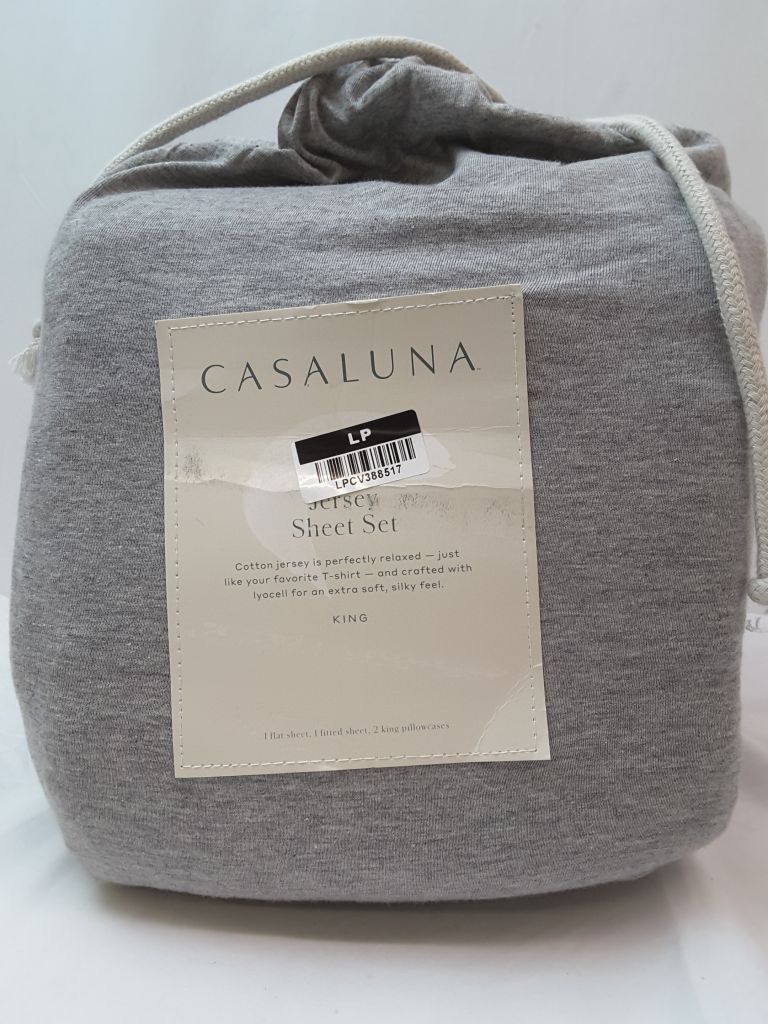 CASALUNA™
LP
LPCV388517
Jersey
Sheet Set
Cotton jersey is perfectly relaxed — just
like your favorite T-shirt — and crafted with
lyocell for an extra soft, silky feel.
KING
1 flat sheet, 1 fitted sheet, 2 king pillowcases